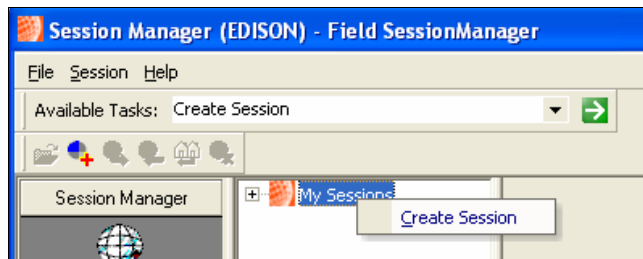 Session Manager (EDISON) - Field SessionManager
File Session Help
Available Tasks: Create Session
Session Manager
My Sessions
Create Session